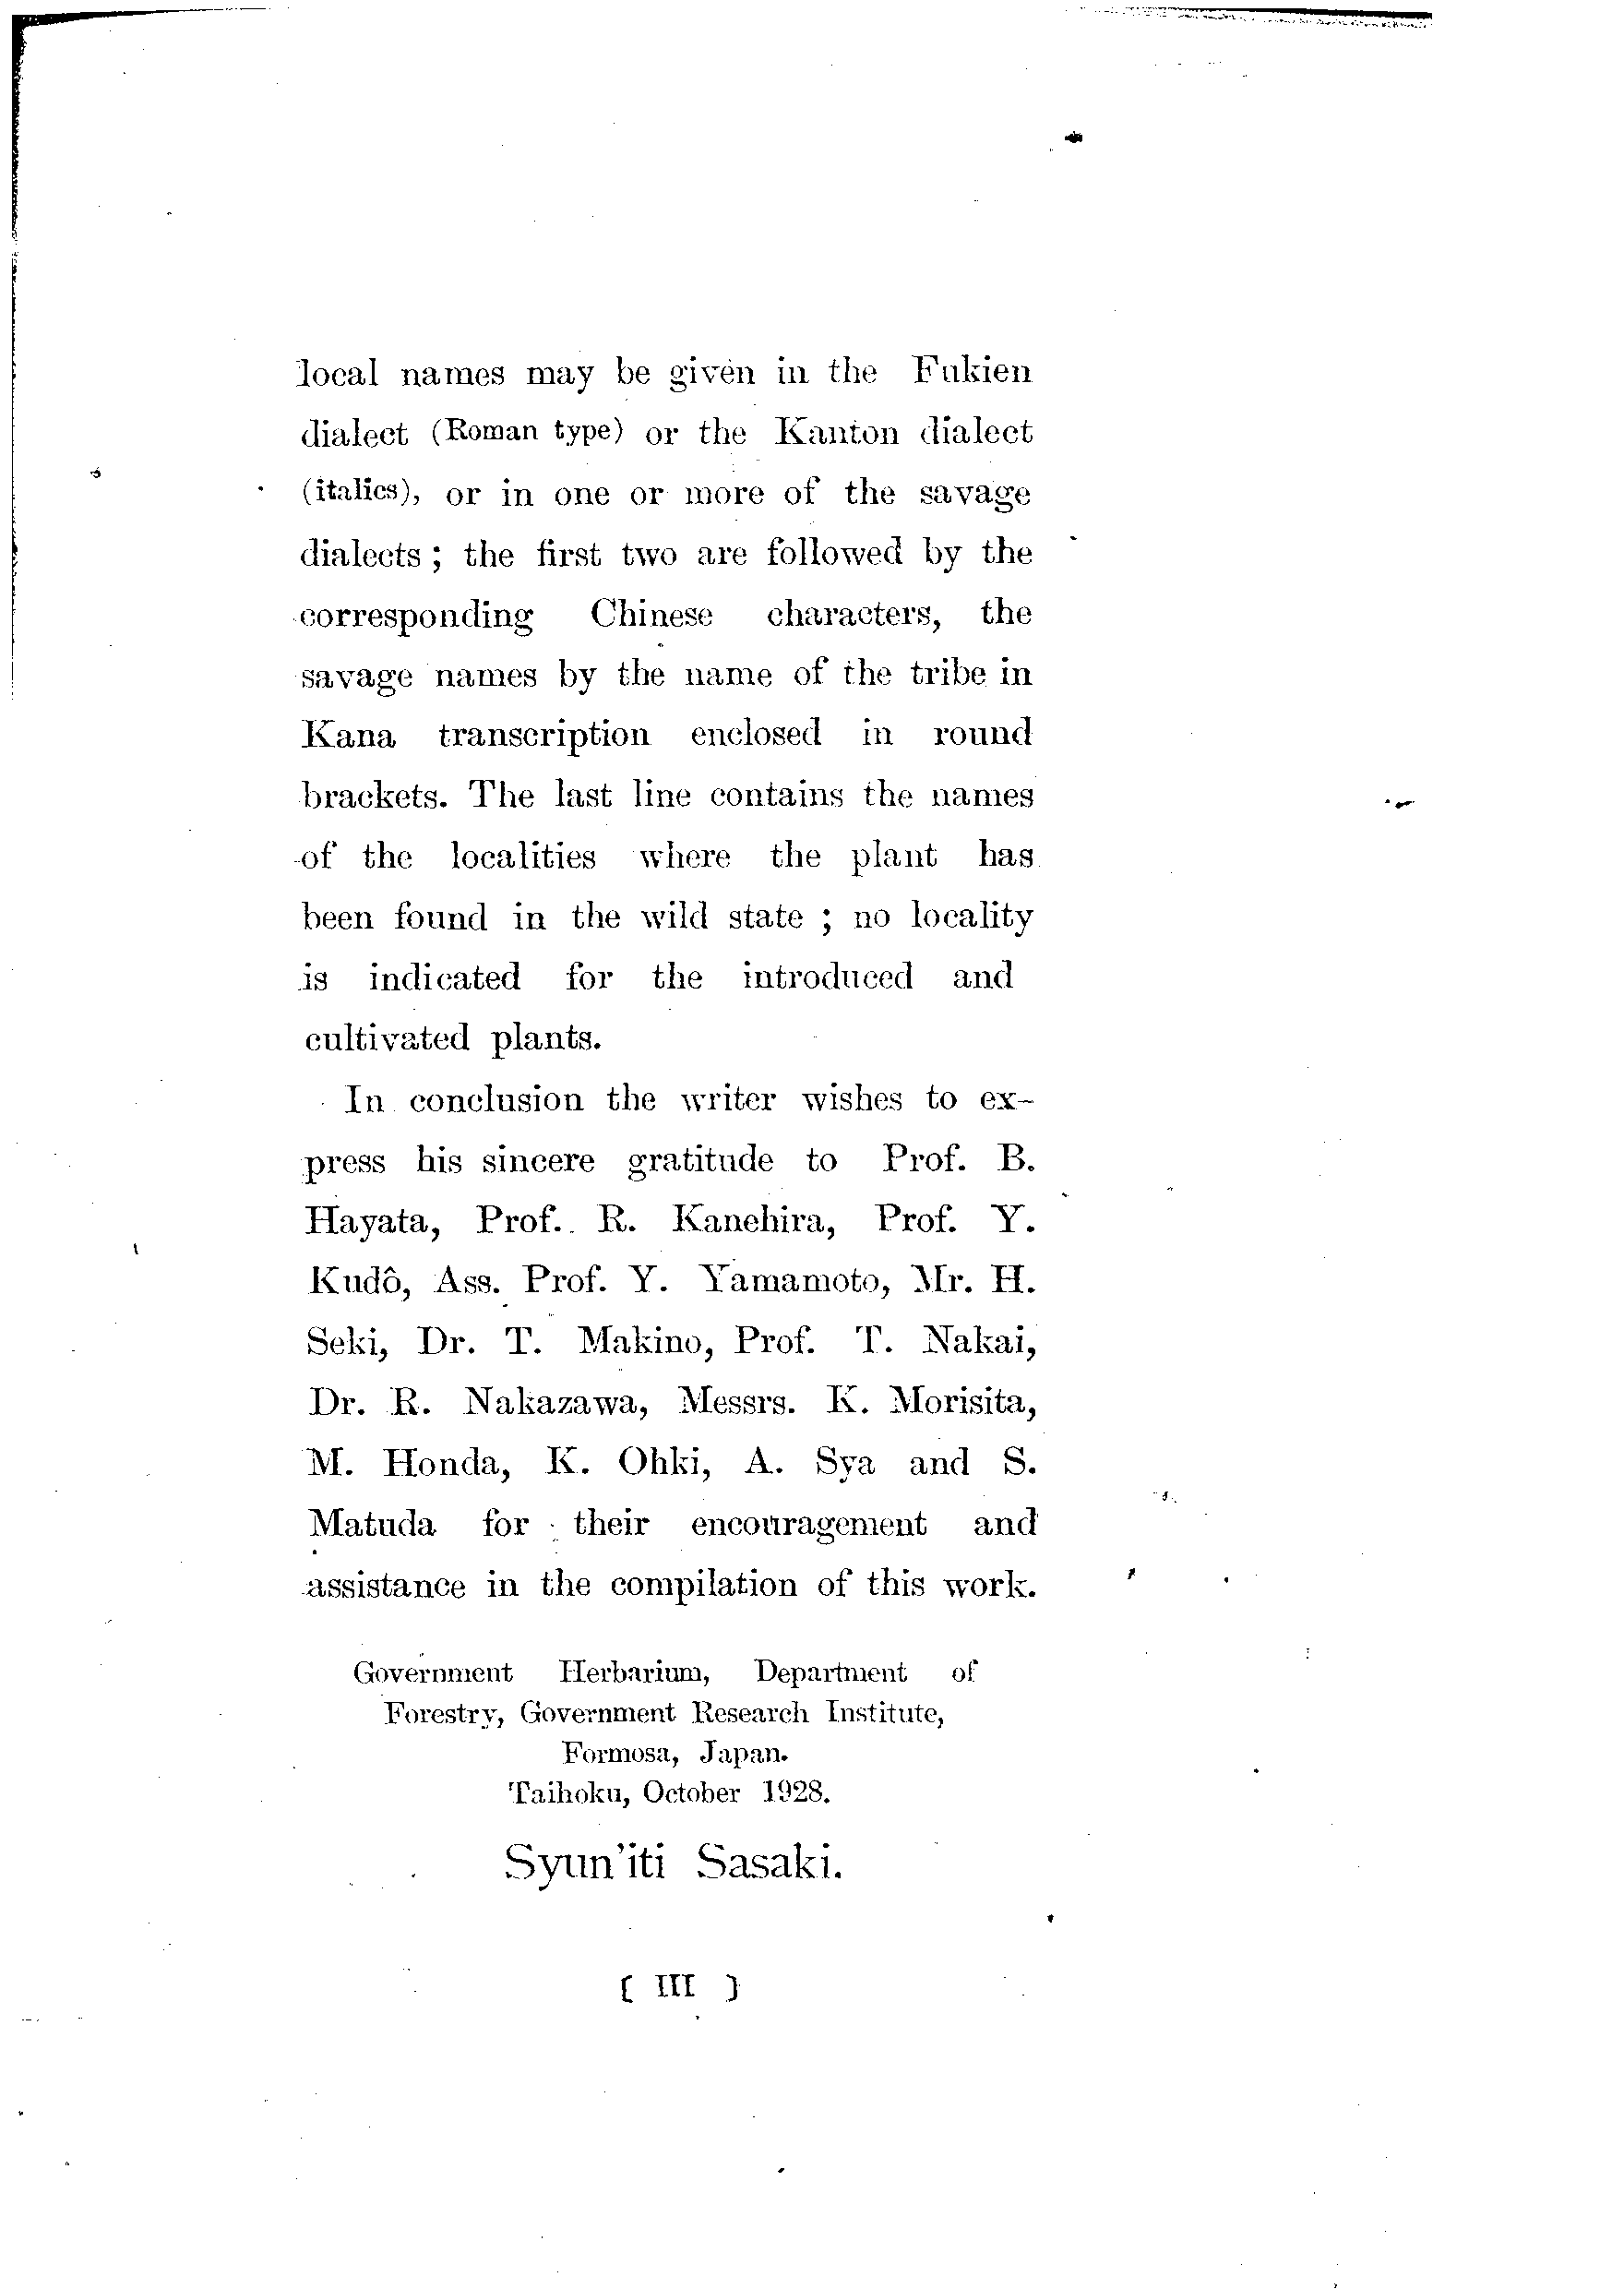 local names may be given in the Fukien
dialect (Roman type) or the Kanton dialect
(italics), or in one or more of the savage
dialects ; the first two are followed by the
corresponding Chinese characters, the
savage names by the name of the tribe in
Kana transcription enclosed in round
brackets. The last line contains the names
of the localities where the plant has
been found in the wild state ; no locality
is indicated for the introduced and
cultivated plants.
In conclusion the writer wishes to ex-
press his sincere gratitude to Prof. B.
Hayata, Prof. R. Kanehira, Prof. Y.
Kudô, Ass. Prof. Y. Yamamoto, Mr. H.
Seki, Dr. T. Makino, Prof. T. Nakai,
Dr. R. Nakazawa, Messrs. K. Morisita,
M. Honda, K. Ohki, A. Sya and S.
Matuda for their encouragement and
assistance in the compilation of this work.
Government Herbarium, Department of
Forestry, Government Research Institute,
Formosa, Japan.
Taihoku, October 1928.
Syun'iti Sasaki.
( III )